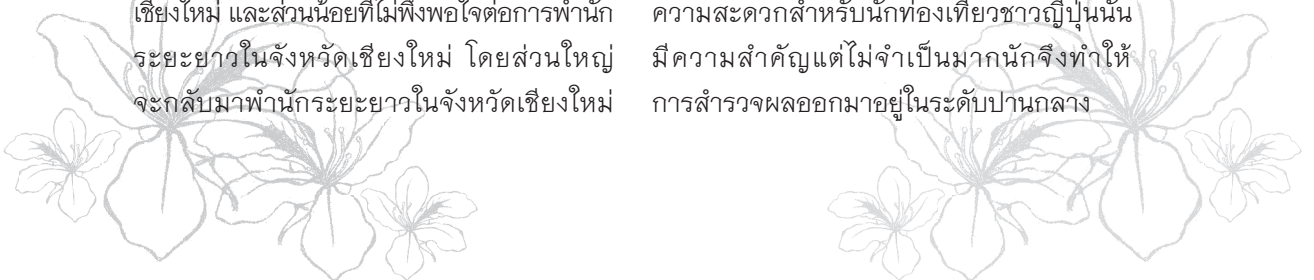 เชียงใหม่ และส่วนน้อยที่ไม่พึงพอใจต่อการพำนัก
ระยะยาวในจังหวัดเชียงใหม่ โดยส่วนใหญ่
จะกลับมาพำนักระยะยาวในจังหวัดเชียงใหม่
ความสะดวกสำหรับนักท่องเที่ยวชาวญี่ปุ่นนั้น
มีความสำคัญแต่ไม่จำเป็นมากนักจึงทำให้
การสำรวจผลออกมาอยู่ในระดับปานกลาง